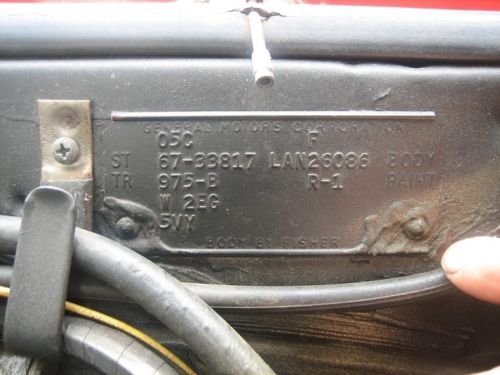 GENERAL MOTORS CORPORATION
05C F
ST 67-33817 LAN26086 BODY
TR 975-B R-1 PAINT
W 2EG
5VY
BODY BY FISHER